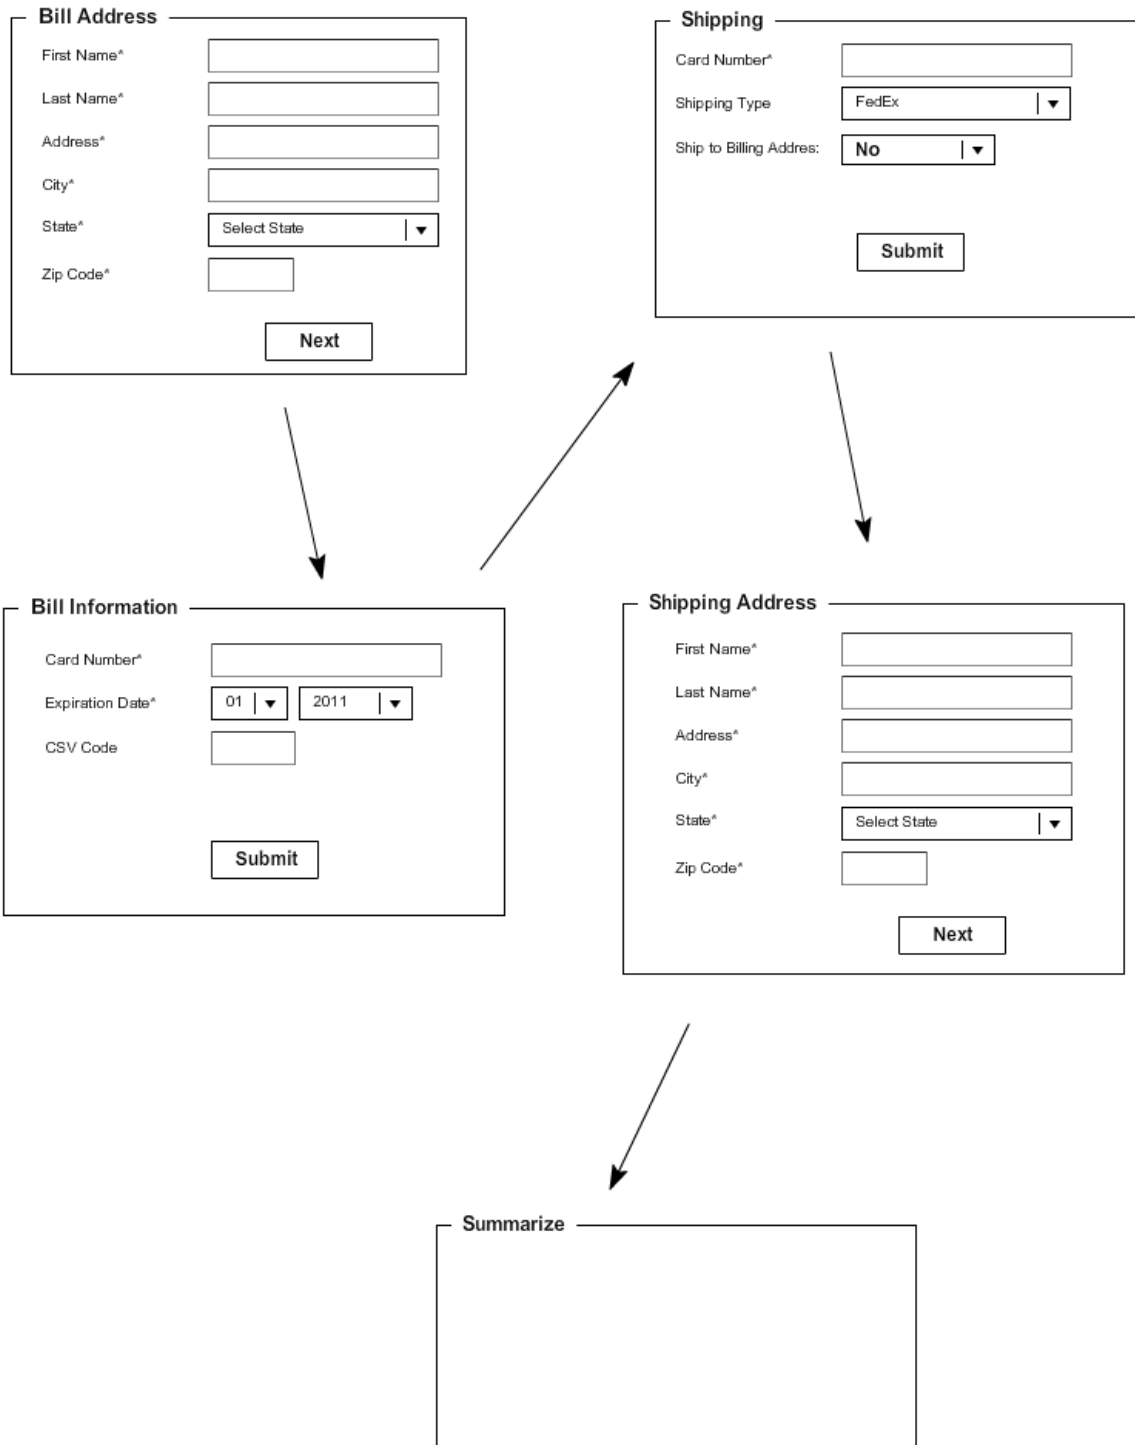 Bill Address
First Name*
Last Name*
Address*
City*
State* Select State
Zip Code*
Next
Shipping
Card Number*
Shipping Type FedEx
Ship to Billing Addres: No
Submit
Bill Information
Card Number*
Expiration Date* 01 2011
CSV Code
Submit
Shipping Address
First Name*
Last Name*
Address*
City*
State* Select State
Zip Code*
Next
Summarize